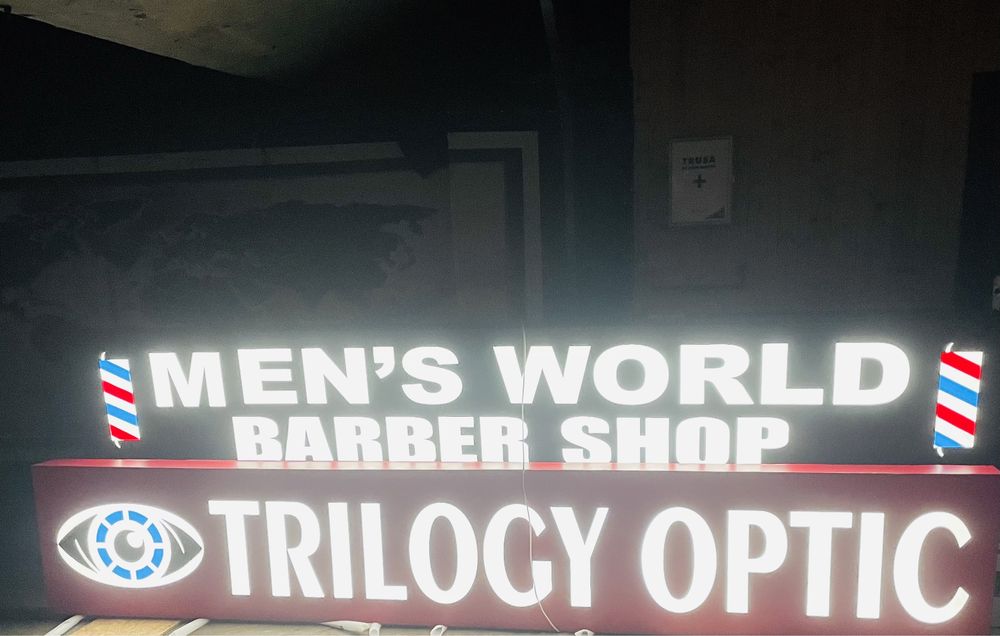 TRUSA
MEN'S WORLD
BARBER SHOP
TRILOGY OPTIC